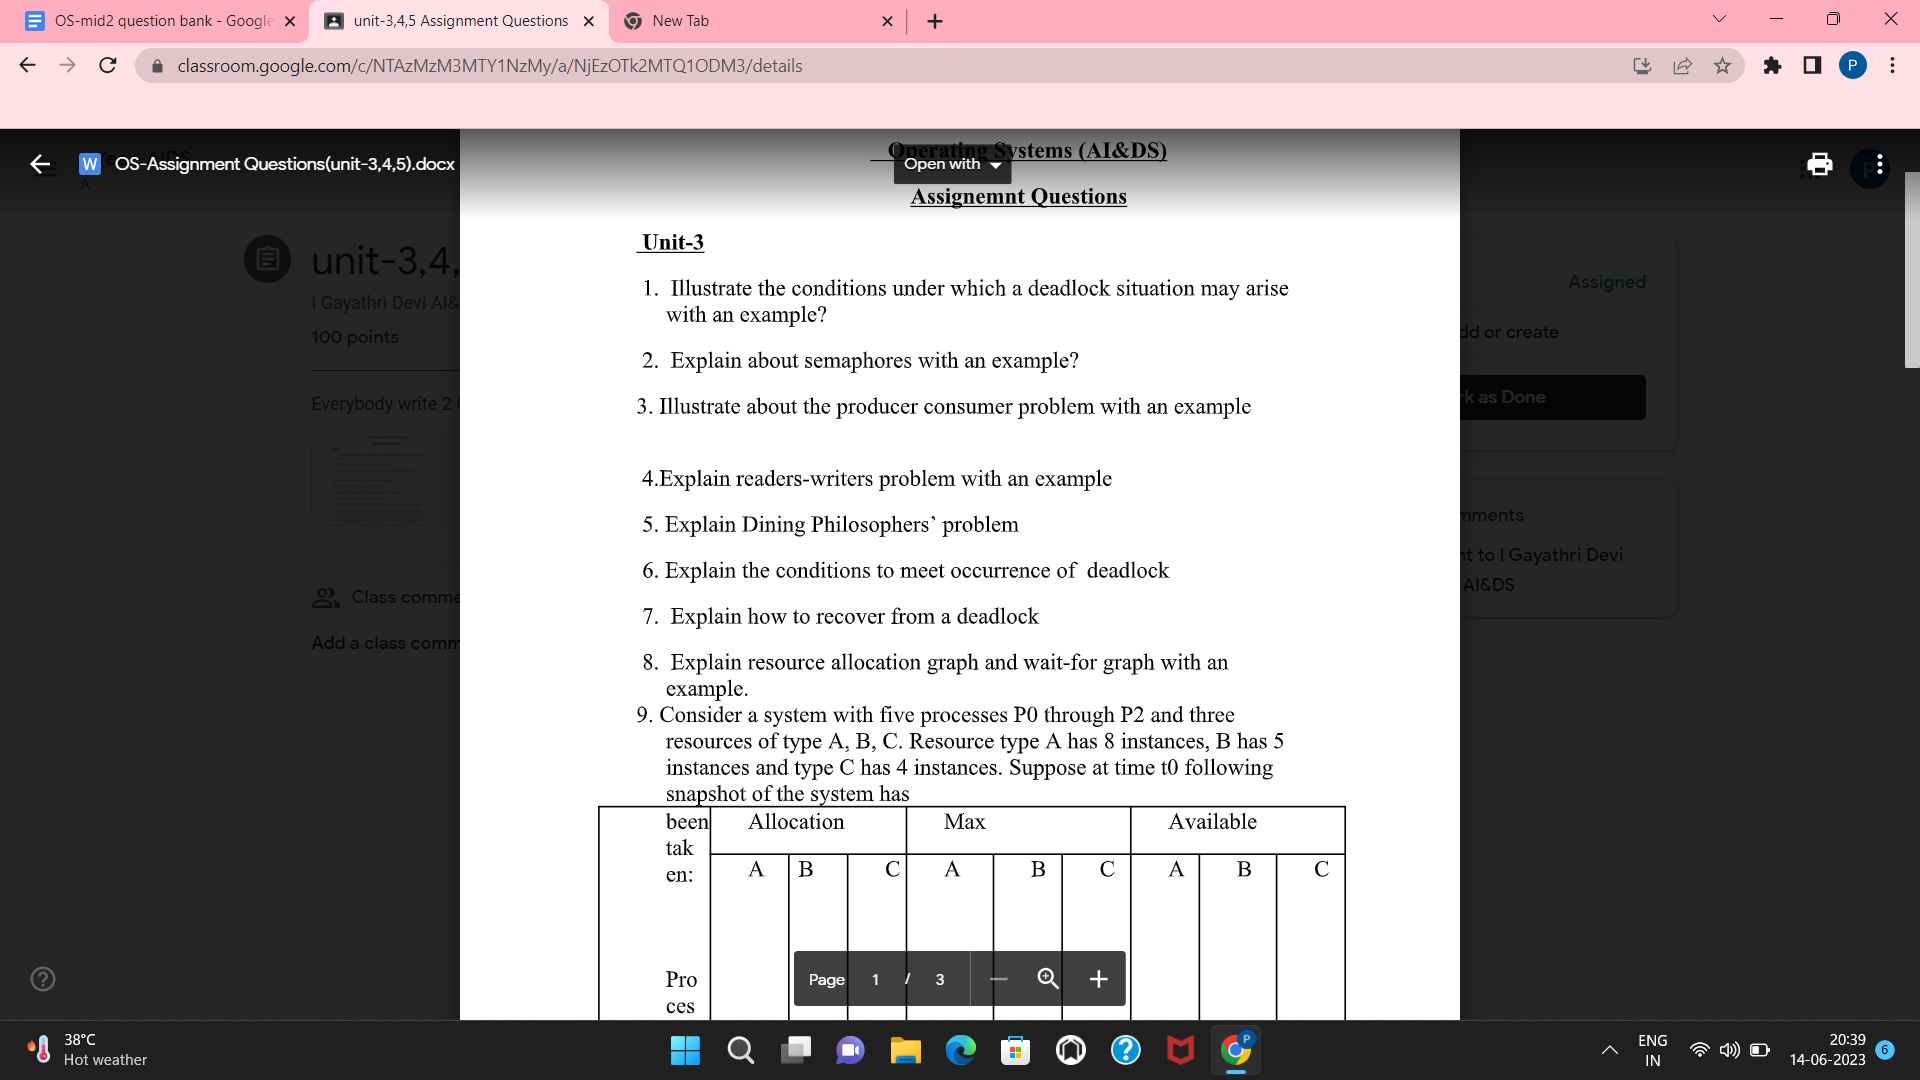 OS-mid2 question bank - Google
unit-3,4,5 Assignment Questions
New Tab
classroom.google.com/c/NTAzMzM3MTY1NzMy/a/NjEzOTk2MTQ1ODM3/details
P
W OS-Assignment Questions(unit-3,4,5).docx
Operating Systems (AI&DS)
Open with
Assignemnt Questions
unit-3,4,
I Gayathri Devi AI&
100 points
Everybody write 2
Class comme
Add a class comm
Unit-3
1. Illustrate the conditions under which a deadlock situation may arise
with an example?
2. Explain about semaphores with an example?
3. Illustrate about the producer consumer problem with an example
4.Explain readers-writers problem with an example
5. Explain Dining Philosophers’ problem
6. Explain the conditions to meet occurrence of deadlock
7. Explain how to recover from a deadlock
8. Explain resource allocation graph and wait-for graph with an
example.
9. Consider a system with five processes P0 through P2 and three
resources of type A, B, C. Resource type A has 8 instances, B has 5
instances and type C has 4 instances. Suppose at time t0 following
snapshot of the system has
been Allocation Max Available
tak
en: A B C A B C A B C
Pro
ces
Page 1 / 3
Assigned
dd or create
k as Done
mments
nt to I Gayathri Devi
AI&DS
38°C
Hot weather
ENG
IN
20:39
14-06-2023
6